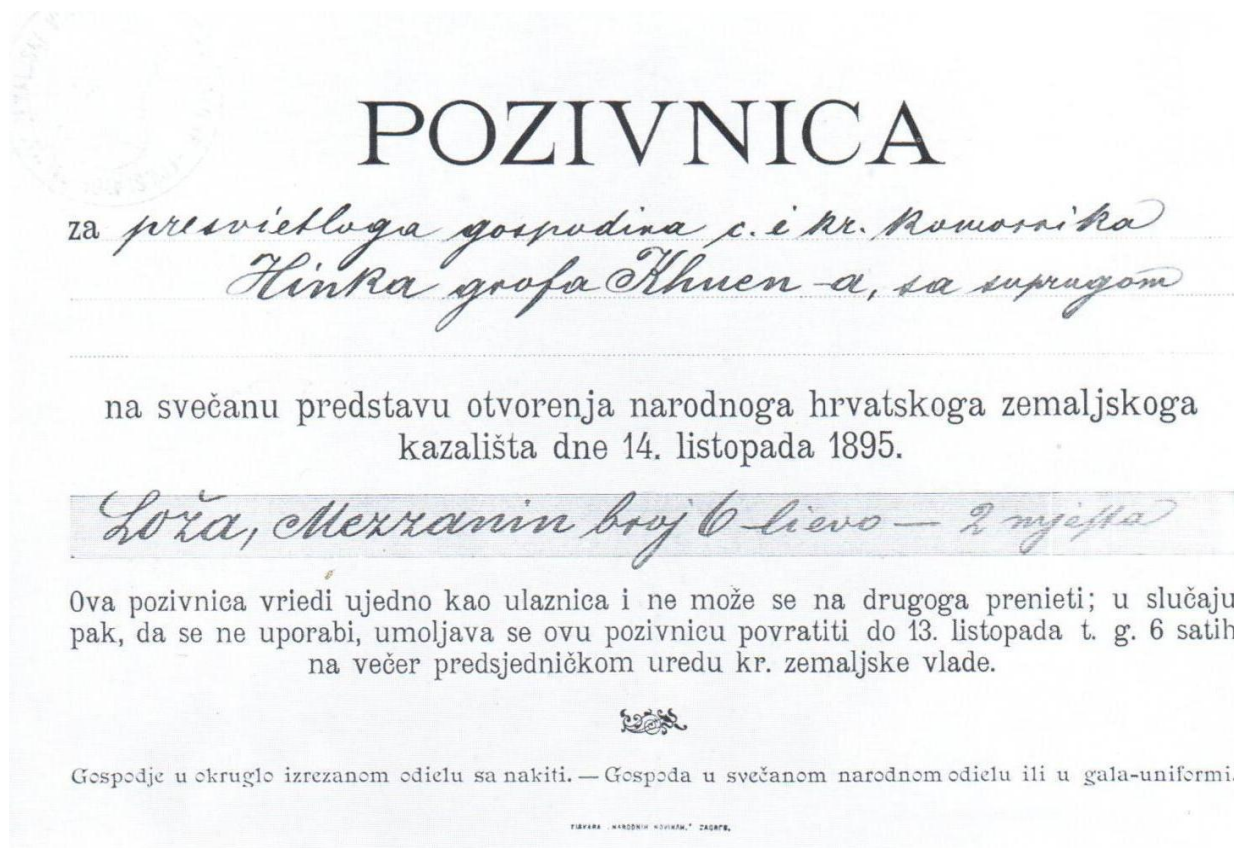 POZIVNICA
za presvietloga gospodina c. i kr. komornika
Hinka grofa Khuen-a, sa suprugom
na svečanu predstavu otvorenja narodnoga hrvatskoga zemaljskoga
kazališta dne 14. listopada 1895.
Loža, Mezzanin broj 6 lievo — 2 mjesta
Ova pozivnica vriedi ujedno kao ulaznica i ne može se na drugoga prenieti; u slučaju
pak, da se ne uporabi, umoljava se ovu pozivnicu povratiti do 13. listopada t. g. 6 satih
na večer predsjedničkom uredu kr. zemaljske vlade.
Gospodje u okruglo izrezanom odielu sa nakiti. — Gospoda u svečanom narodnom odielu ili u gala-uniformi.
TISKARA „NARODNIH NOVINAH." ZAGREB.